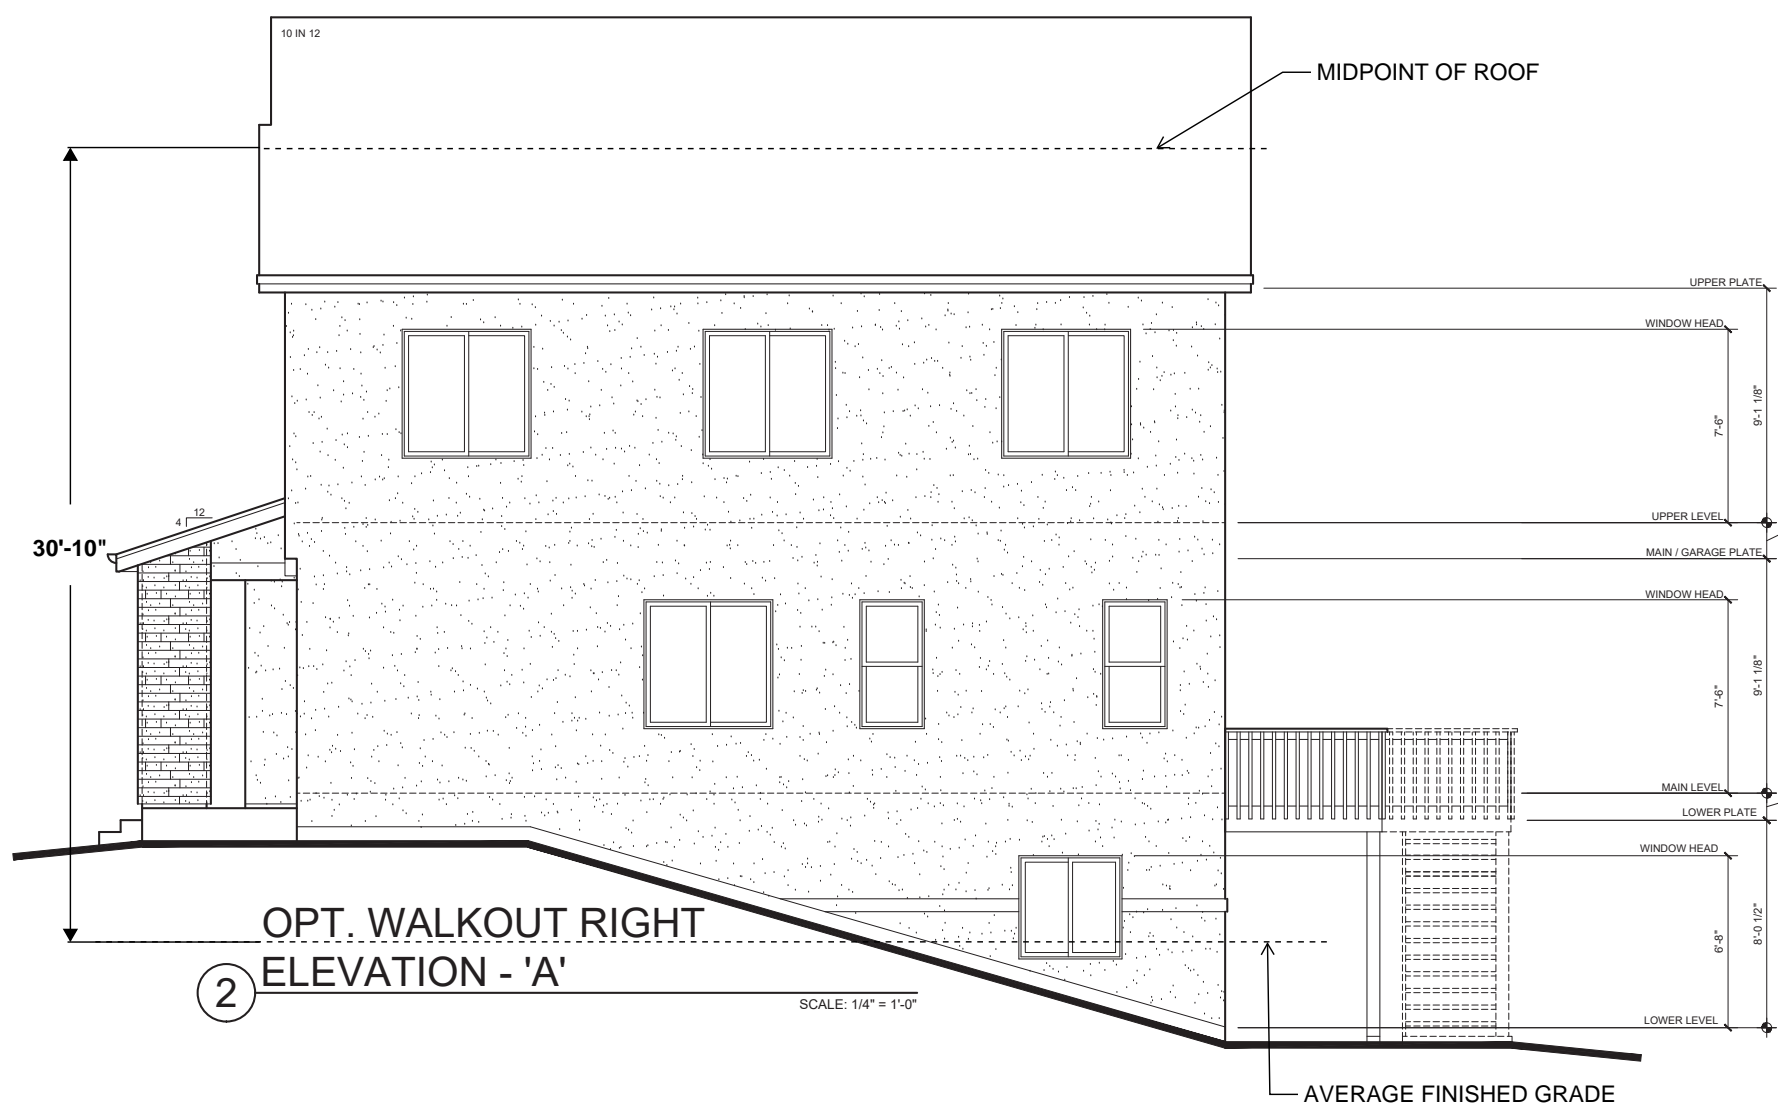 10 IN 12
MIDPOINT OF ROOF
UPPER PLATE
WINDOW HEAD
9'-1 1/8"
7'-6"
12
4
UPPER LEVEL
30'-10"
MAIN / GARAGE PLATE
WINDOW HEAD
9'-1 1/8"
7'-6"
MAIN LEVEL
LOWER PLATE
WINDOW HEAD
8'-0 1/2"
6'-8"
OPT. WALKOUT RIGHT
ELEVATION - 'A'
2
SCALE: 1/4" = 1'-0"
LOWER LEVEL
AVERAGE FINISHED GRADE